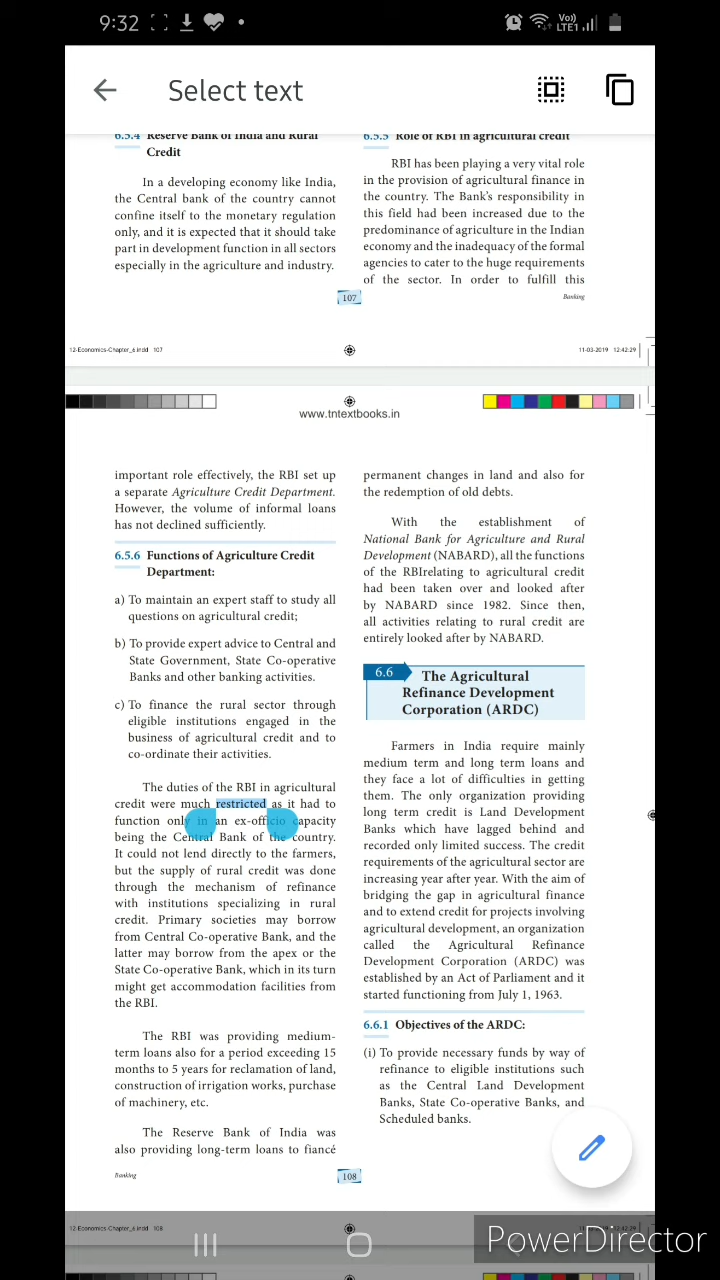 9:32
Vo))
LTE1
Select text
6.5.4 Reserve Bank of India and Rural
Credit
In a developing economy like India,
the Central bank of the country cannot
confine itself to the monetary regulation
only, and it is expected that it should take
part in development function in all sectors
especially in the agriculture and industry.
6.5.5 Role of RBI in agricultural credit
RBI has been playing a very vital role
in the provision of agricultural finance in
the country. The Bank's responsibility in
this field had been increased due to the
predominance of agriculture in the Indian
economy and the inadequacy of the formal
agencies to cater to the huge requirements
of the sector. In order to fulfill this
107
Banking
12-Economics-Chapter_6.indd 107
11-03-2019 12:42:29
www.tntextbooks.in
important role effectively, the RBI set up
a separate Agriculture Credit Department.
However, the volume of informal loans
has not declined sufficiently.
6.5.6 Functions of Agriculture Credit
Department:
a) To maintain an expert staff to study all
questions on agricultural credit;
b) To provide expert advice to Central and
State Government, State Co-operative
Banks and other banking activities.
c) To finance the rural sector through
eligible institutions engaged in the
business of agricultural credit and to
co-ordinate their activities.
The duties of the RBI in agricultural
credit were much restricted as it had to
function only in an ex-officio capacity
being the Central Bank of the country.
It could not lend directly to the farmers,
but the supply of rural credit was done
through the mechanism of refinance
with institutions specializing in rural
credit. Primary societies may borrow
from Central Co-operative Bank, and the
latter may borrow from the apex or the
State Co-operative Bank, which in its turn
might get accommodation facilities from
the RBI.
The RBI was providing medium-
term loans also for a period exceeding 15
months to 5 years for reclamation of land,
construction of irrigation works, purchase
of machinery, etc.
The Reserve Bank of India was
also providing long-term loans to fiancé
permanent changes in land and also for
the redemption of old debts.
With the establishment of
National Bank for Agriculture and Rural
Development (NABARD), all the functions
of the RBIrelating to agricultural credit
had been taken over and looked after
by NABARD since 1982. Since then,
all activities relating to rural credit are
entirely looked after by NABARD.
6.6 The Agricultural
Refinance Development
Corporation (ARDC)
Farmers in India require mainly
medium term and long term loans and
they face a lot of difficulties in getting
them. The only organization providing
long term credit is Land Development
Banks which have lagged behind and
recorded only limited success. The credit
requirements of the agricultural sector are
increasing year after year. With the aim of
bridging the gap in agricultural finance
and to extend credit for projects involving
agricultural development, an organization
called the Agricultural Refinance
Development Corporation (ARDC) was
established by an Act of Parliament and it
started functioning from July 1, 1963.
6.6.1 Objectives of the ARDC:
(i) To provide necessary funds by way of
refinance to eligible institutions such
as the Central Land Development
Banks, State Co-operative Banks, and
Scheduled banks.
Banking
108
12-Economics-Chapter_6.indd 108
PowerDirector